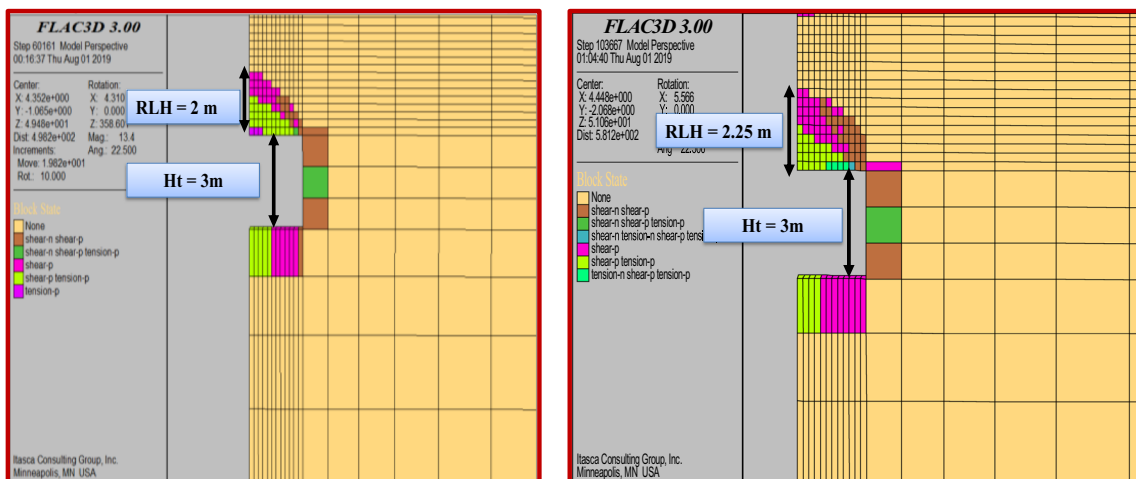 FLAC3D 3.00
Step 60161 Model Perspective
00:16:37 Thu Aug 01 2019
Center:
X: 4.352e+000
Y: -1.065e+000
Z: 4.948e+001
Dist: 4.982e+002
Increments:
Move: 1.982e+001
Rot.: 10.000
Rotation:
X: 4.310
Y: 0.000
Z: 358.601
Mag.: 13.4
Ang.: 22.500
Block State
None
shear-n shear-p
shear-n shear-p tension-p
shear-p
shear-p tension-p
tension-p
Itasca Consulting Group, Inc.
Minneapolis, MN USA
RLH = 2 m
Ht = 3m
FLAC3D 3.00
Step 103667 Model Perspective
01:04:40 Thu Aug 01 2019
Center:
X: 4.448e+000
Y: -2.068e+000
Z: 5.106e+001
Dist: 5.812e+002
Rotation:
X: 5.566
Y: 0.000
Ang 22.500
Block State
None
shear-n shear-p
shear-n shear-p tension-p
shear-n tension-n shear-p
shear-p
shear-p tension-p
tension-n shear-p tension-p
Itasca Consulting Group, Inc.
Minneapolis, MN USA
RLH = 2.25 m
Ht = 3m